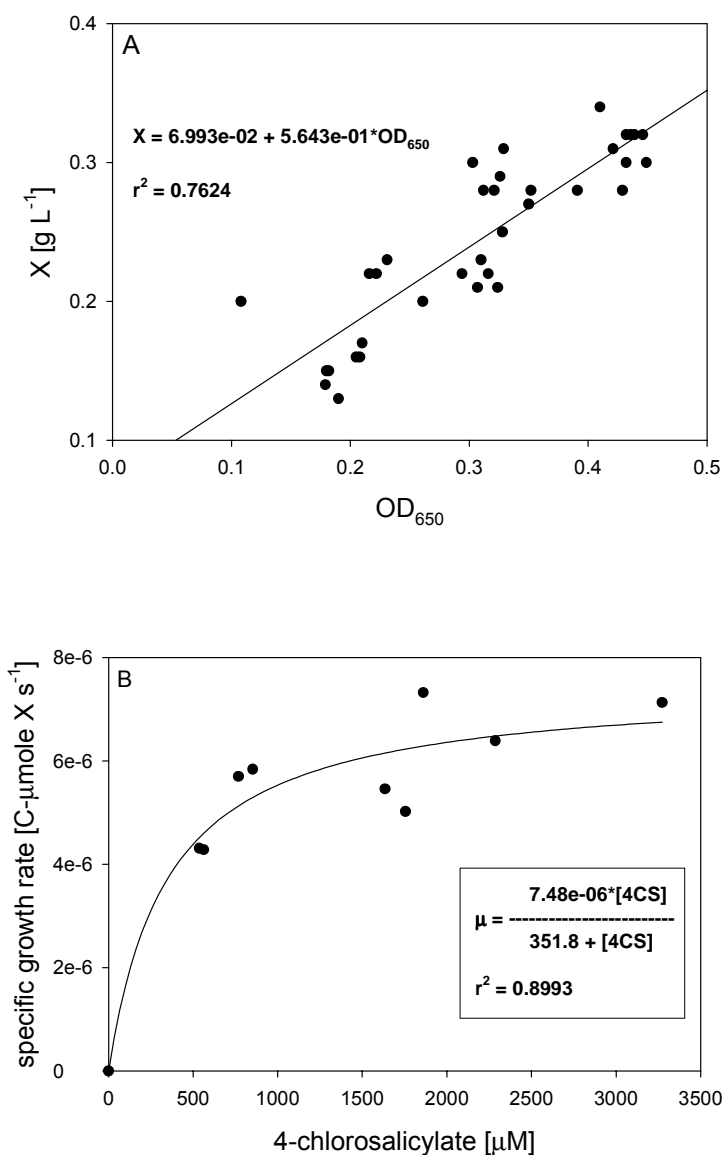 A
0.4
0.3
0.2
0.1
X [g L⁻¹]
X = 6.993e-02 + 5.643e-01*OD₆₅₀
r² = 0.7624
0.0 0.1 0.2 0.3 0.4 0.5
OD₆₅₀
B
8e-6
6e-6
4e-6
2e-6
0
specific growth rate [C-μmole X s⁻¹]
7.48e-06*[4CS]
μ = --------------------------
351.8 + [4CS]
r² = 0.8993
0 500 1000 1500 2000 2500 3000 3500
4-chlorosalicylate [μM]